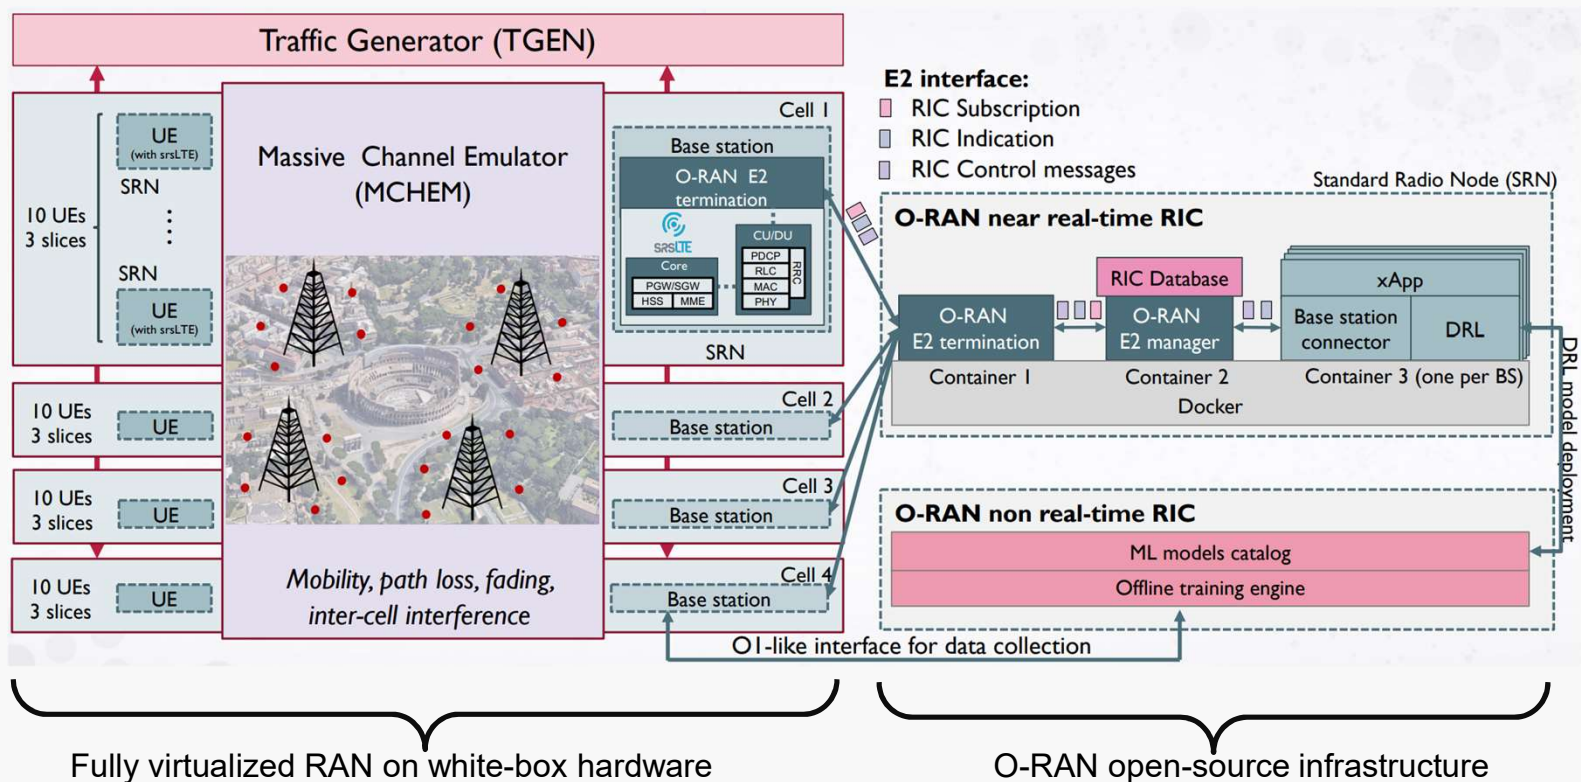 Traffic Generator (TGEN)
10 UEs
3 slices
UE
(with srsLTE)
SRN
SRN
UE
(with srsLTE)
Massive Channel Emulator
(MCHEM)
Mobility, path loss, fading,
inter-cell interference
Cell 1
Base station
O-RAN E2
termination
srsLTE
Core
PGW/SGW
HSS
MME
CU/DU
PDCP
RLC
MAC
PHY
RRC
SRN
10 UEs
3 slices
UE
Cell 2
Base station
10 UEs
3 slices
UE
Cell 3
Base station
10 UEs
3 slices
UE
Cell 4
Base station
E2 interface:
RIC Subscription
RIC Indication
RIC Control messages
Standard Radio Node (SRN)
O-RAN near real-time RIC
O-RAN
E2 termination
RIC Database
O-RAN
E2 manager
xApp
Base station
connector
DRL
Container 1
Container 2
Container 3 (one per BS)
Docker
DRL model deployment
O-RAN non real-time RIC
ML models catalog
Offline training engine
O1-like interface for data collection
Fully virtualized RAN on white-box hardware
O-RAN open-source infrastructure